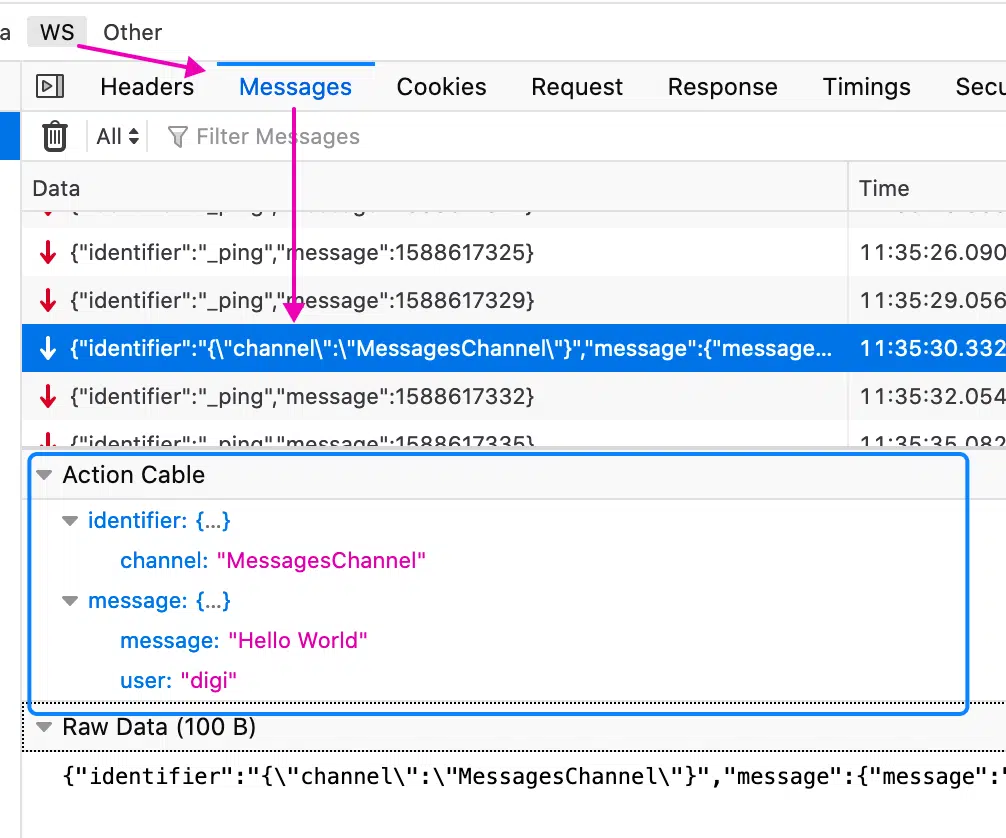 WS Other
Headers Messages Cookies Request Response Timings
All Filter Messages
Data Time
{"identifier":"_ping","message":1588617325} 11:35:26.090
{"identifier":"_ping","message":1588617329} 11:35:29.056
{"identifier":"{\"channel\":\"MessagesChannel\"}","message":{"message... 11:35:30.332
{"identifier":"_ping","message":1588617332} 11:35:32.054
{"identifier":"_ping","message":1588617335} 11:35:35.082
Action Cable
identifier: {...}
channel: "MessagesChannel"
message: {...}
message: "Hello World"
user: "digi"
Raw Data (100 B)
{"identifier":"{\"channel\":\"MessagesChannel\"}","message":{"message":"